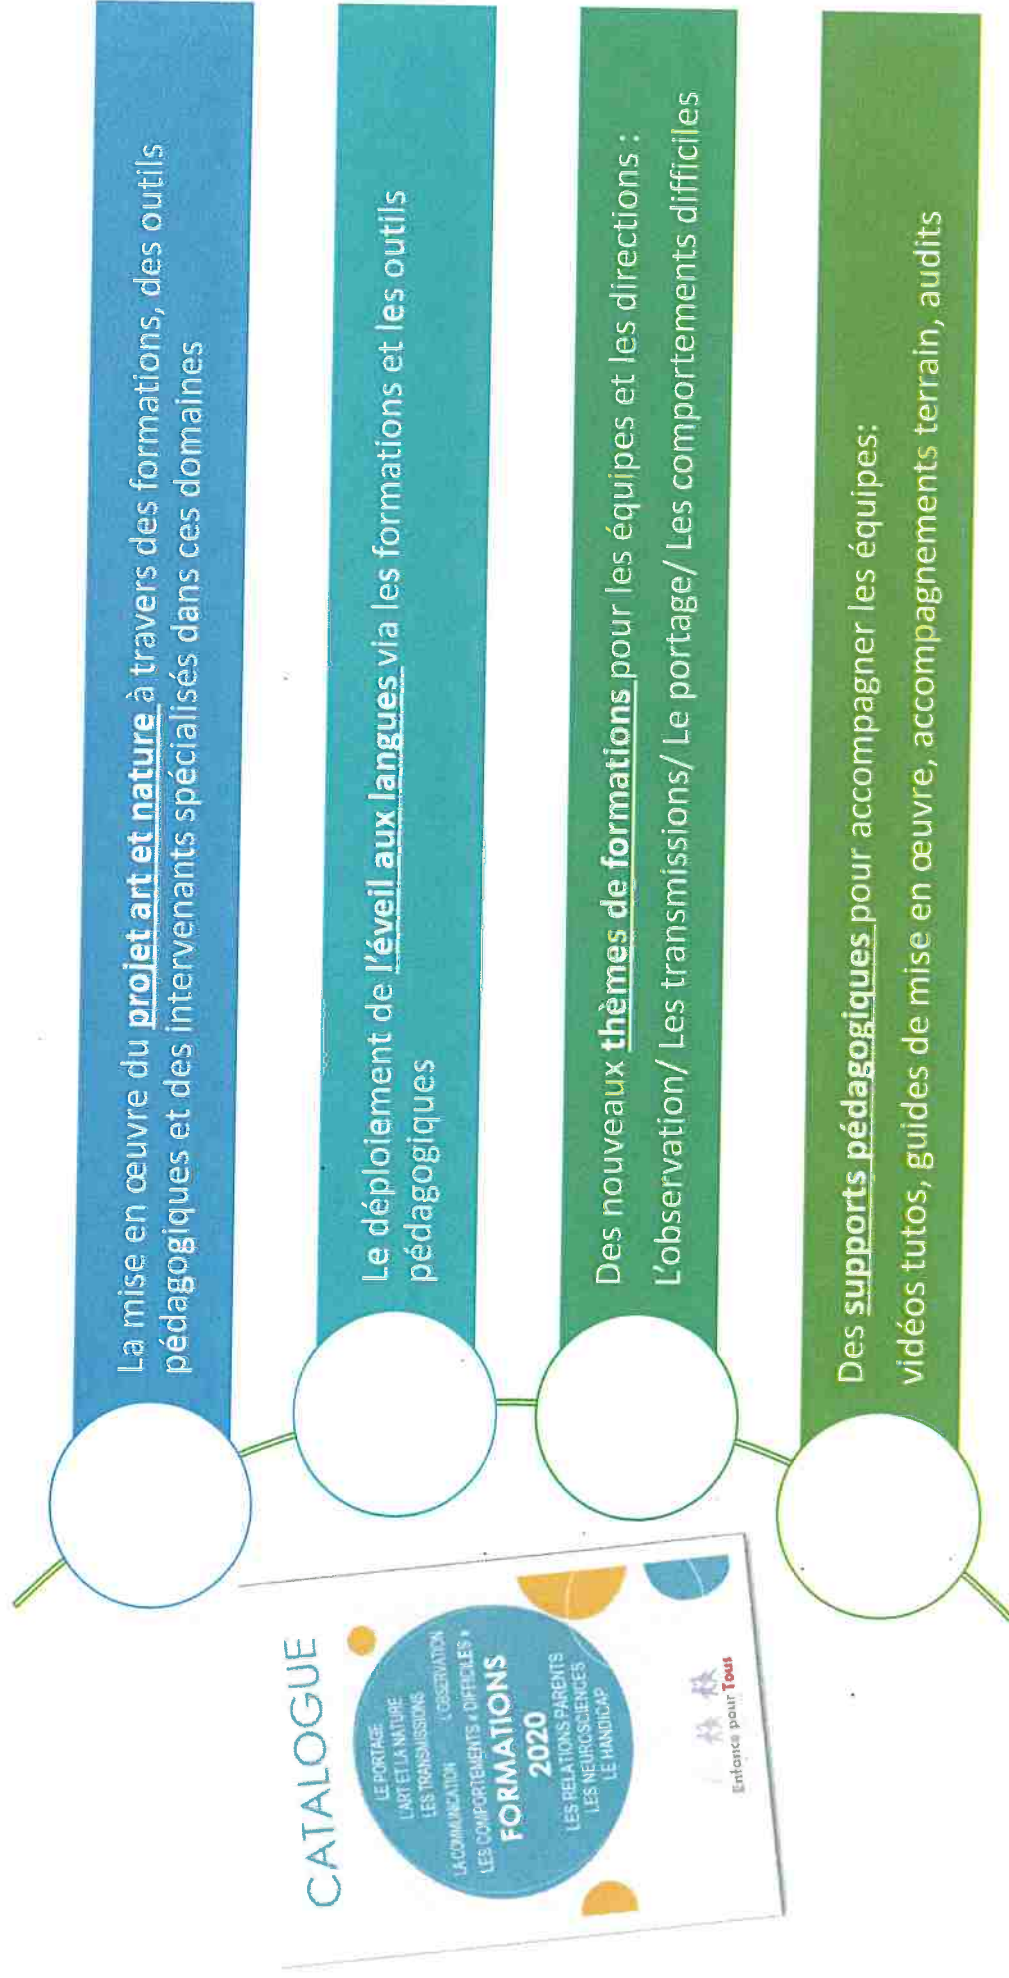 La mise en œuvre du projet art et nature à travers des formations, des outils
pédagogiques et des intervenants spécialisés dans ces domaines
Le déploiement de l'éveil aux langues via les formations et les outils
pédagogiques
Des nouveaux thèmes de formations pour les équipes et les directions :
L'observation/ Les transmissions/ Le portage/ Les comportements difficiles
Des supports pédagogiques pour accompagner les équipes:
vidéos tutos, guides de mise en œuvre, accompagnements terrain, audits
CATALOGUE
LE PORTAGE
L'ART ET LA NATURE
LES TRANSMISSIONS
LA COMMUNICATION L'OBSERVATION
LES COMPORTEMENTS « DIFFICILES »
FORMATIONS
2020
LES RELATIONS PARENTS
LES NEUROSCIENCES
LE HANDICAP
Enfance pour Tous